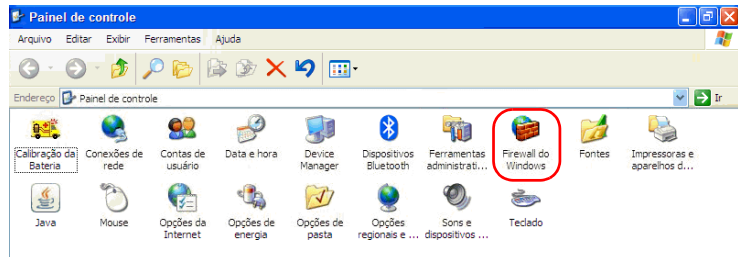 Painel de controle
Arquivo Editar Exibir Ferramentas Ajuda
Endereço Painel de controle Ir
Calibração da Bateria
Conexões de rede
Contas de usuário
Data e hora
Device Manager
Dispositivos Bluetooth
Ferramentas administrati...
Firewall do Windows
Fontes
Impressoras e aparelhos d...
Java
Mouse
Opções da Internet
Opções de energia
Opções de pasta
Opções regionais e ...
Sons e dispositivos ...
Teclado